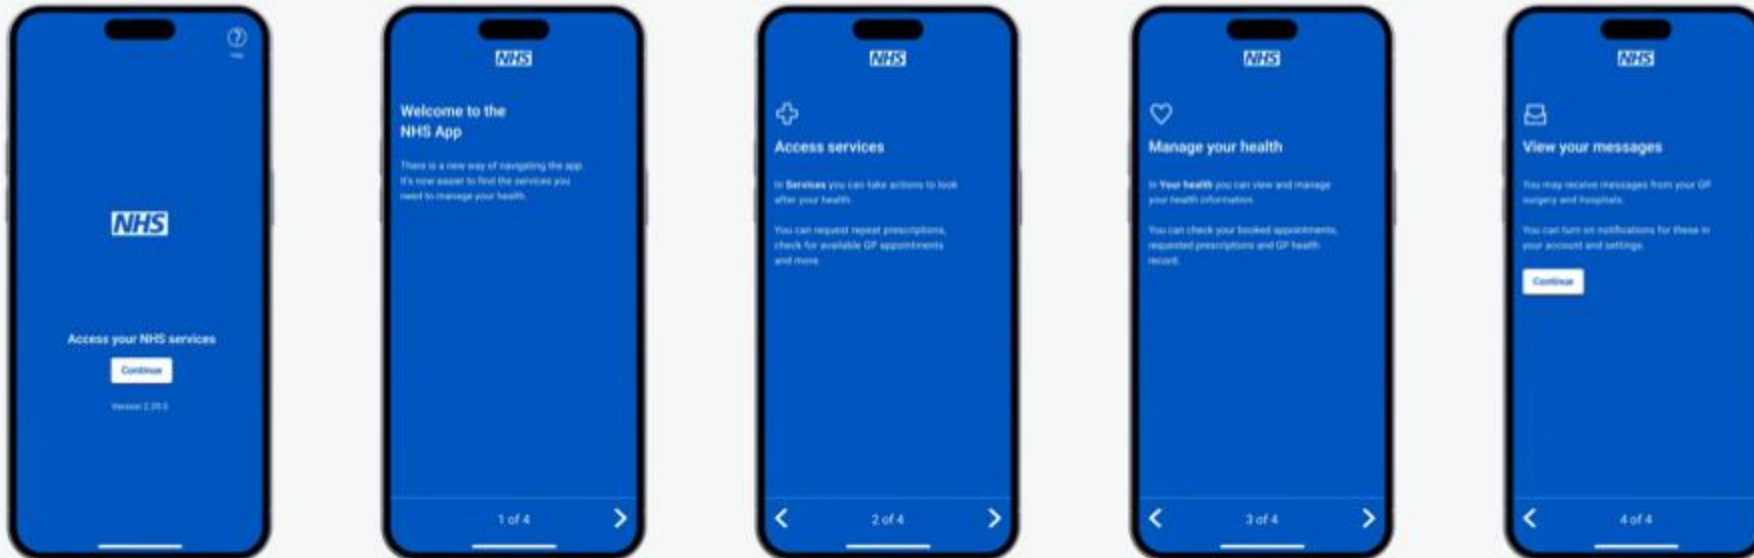 Help
NHS
Access your NHS services
Continue
NHS
Welcome to the
NHS App
There is a new way of navigating the app.
It's now easier to find the services you
need to manage your health.
1 of 4
NHS
Access services
In Services you can take actions to look
after your health.
You can request repeat prescriptions,
check for available GP appointments
and more.
2 of 4
NHS
Manage your health
In Your health you can view and manage
your health information.
You can check your booked appointments,
requested prescriptions and GP health
record.
3 of 4
NHS
View your messages
You may receive messages from your GP
surgery and hospitals.
You can turn on notifications for these in
your account and settings.
Continue
4 of 4